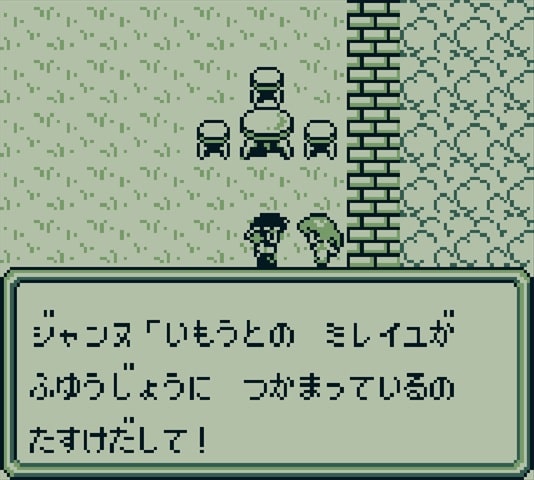 ジャンヌ「いもうとの　ミレイユが
ふゆうじょうに　つかまっているの
たすけだして！